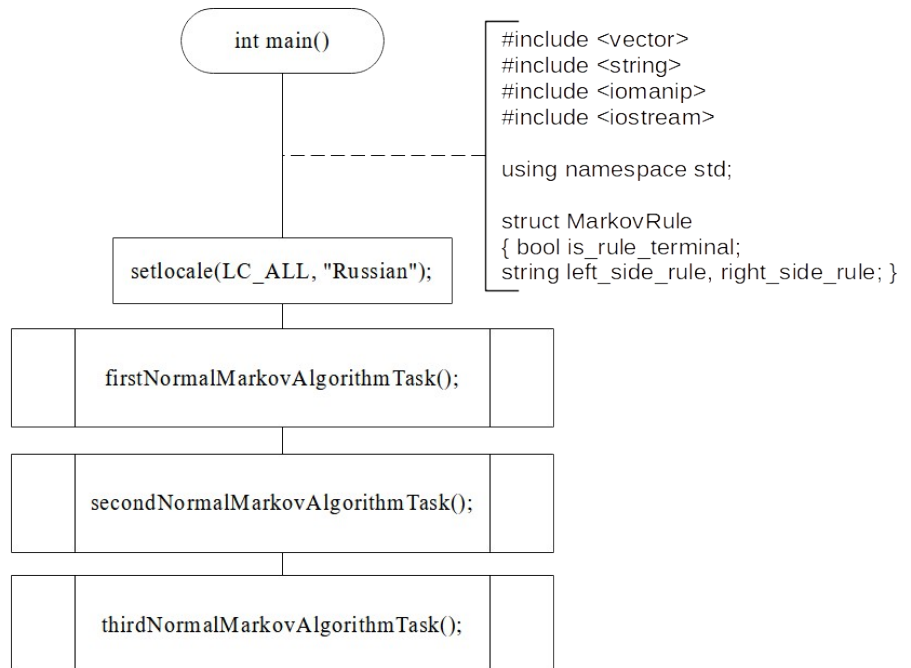 int main()
#include <vector>
#include <string>
#include <iomanip>
#include <iostream>
using namespace std;
struct MarkovRule
{ bool is_rule_terminal;
string left_side_rule, right_side_rule; }
setlocale(LC_ALL, "Russian");
firstNormalMarkovAlgorithmTask();
secondNormalMarkovAlgorithmTask();
thirdNormalMarkovAlgorithmTask();